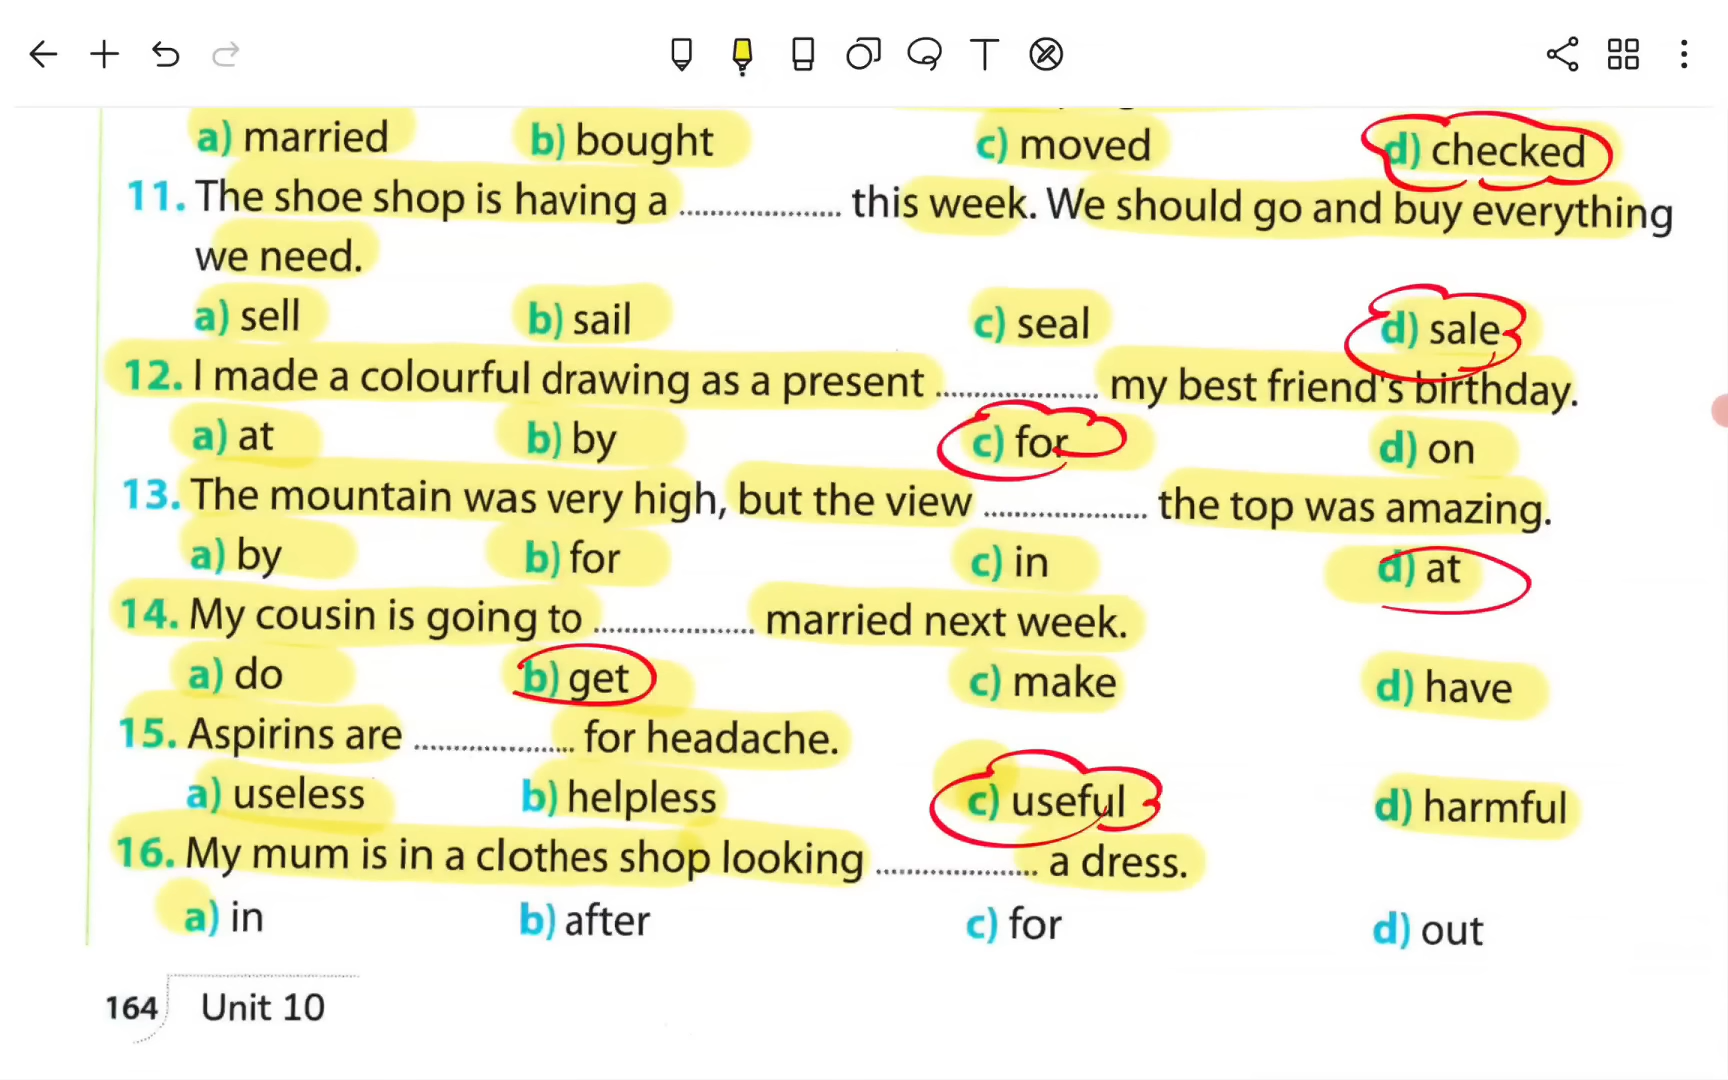 a) married b) bought c) moved d) checked
11. The shoe shop is having a .................... this week. We should go and buy everything
we need.
a) sell b) sail c) seal d) sale
12. I made a colourful drawing as a present .................... my best friend's birthday.
a) at b) by c) for d) on
13. The mountain was very high, but the view .................... the top was amazing.
a) by b) for c) in d) at
14. My cousin is going to .................... married next week.
a) do b) get c) make d) have
15. Aspirins are .................... for headache.
a) useless b) helpless c) useful d) harmful
16. My mum is in a clothes shop looking .................... a dress.
a) in b) after c) for d) out
164 Unit 10